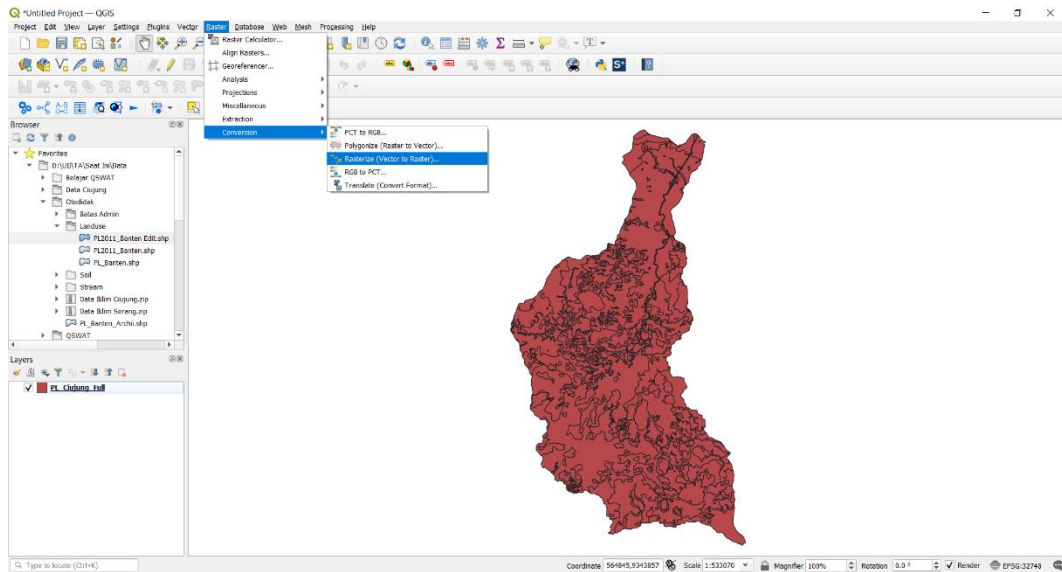 *Untitled Project — QGIS
Project Edit View Layer Settings Plugins Vector Raster Database Web Mesh Processing Help
Raster Calculator...
Align Rasters...
Georeferencer...
Analysis
Projections
Miscellaneous
Extraction
Conversion
PCT to RGB...
Polygonize (Raster to Vector)...
Rasterize (Vector to Raster)...
RGB to PCT...
Translate (Convert Format)...
Browser
Favorites
D:\UI\TA\Saat Ini\Data
Belajar QSWAT
Data Ciujung
Otodidak
Batas Admin
Landuse
PL2011_Banten Edit.shp
PL2011_Banten.shp
PL_Banten.shp
Soil
Stream
Data Iklim Ciujung.zip
Data Iklim Serang.zip
PL_Banten_Archi.shp
QSWAT
Layers
PL_Ciujung_Full
Type to locate (Ctrl+K)
Coordinate 564845,9343857 Scale 1:533070 Magnifier 100% Rotation 0.0 ° Render EPSG:32748